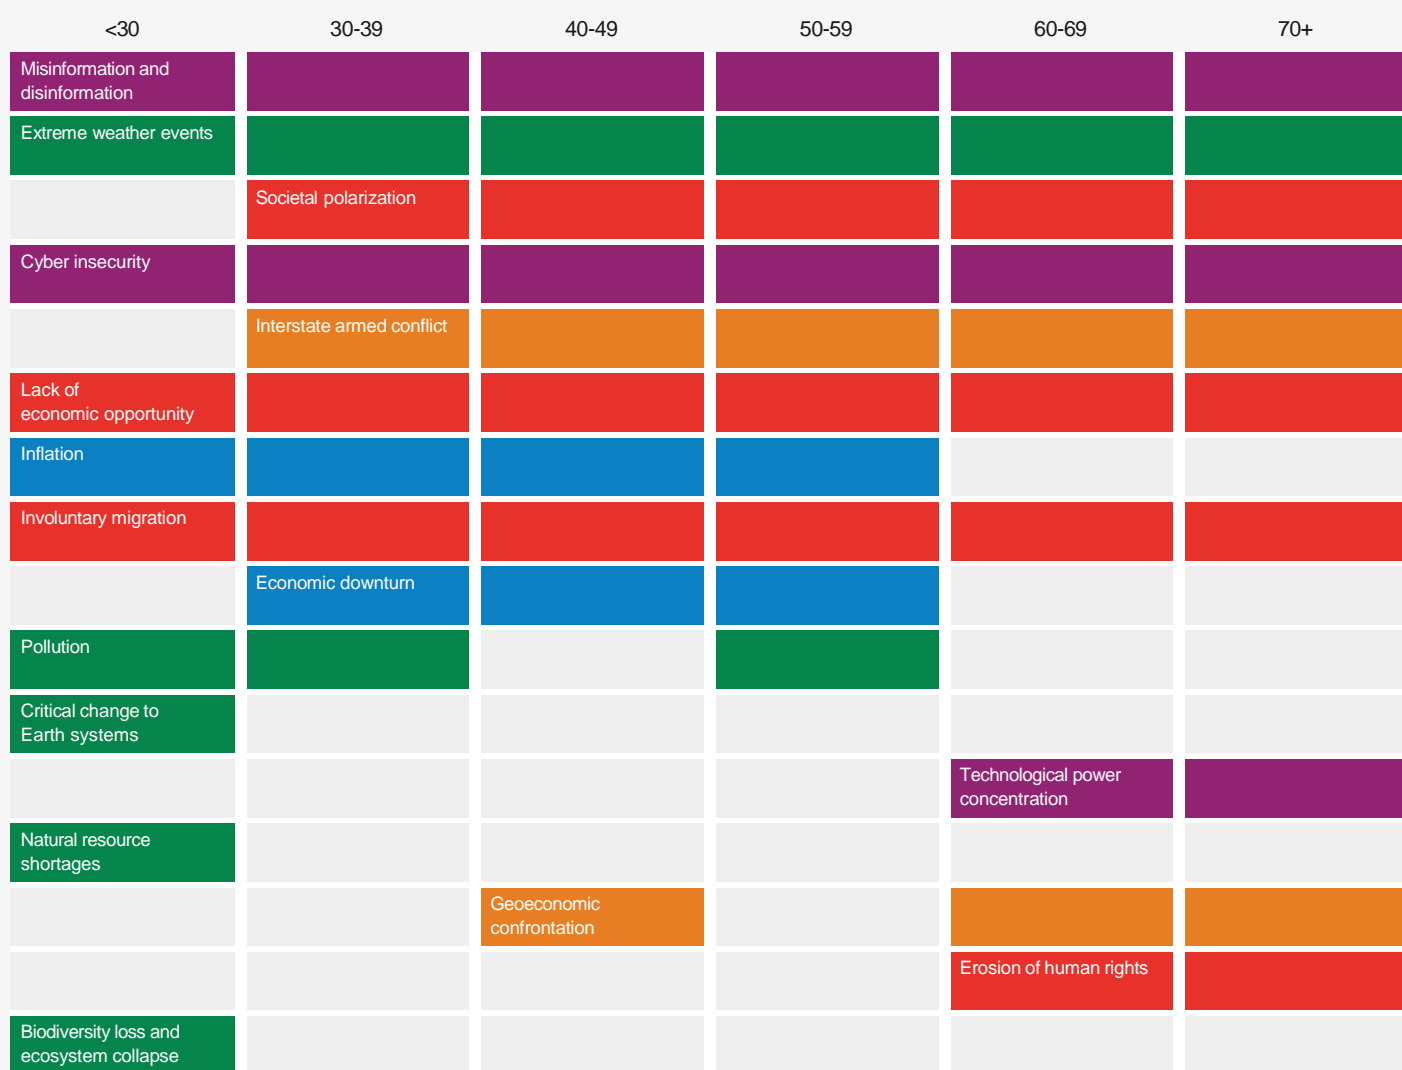 <30 30-39 40-49 50-59 60-69 70+
Misinformation and
disinformation
Extreme weather events
Societal polarization
Cyber insecurity
Interstate armed conflict
Lack of
economic opportunity
Inflation
Involuntary migration
Economic downturn
Pollution
Critical change to
Earth systems
Technological power
concentration
Natural resource
shortages
Geoeconomic
confrontation
Erosion of human rights
Biodiversity loss and
ecosystem collapse